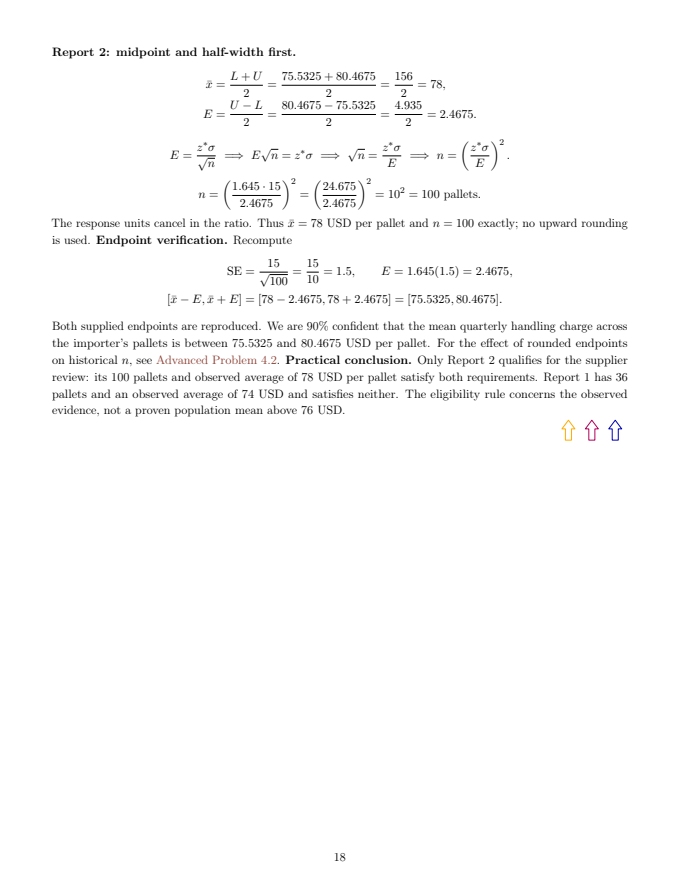 Report 2: midpoint and half-width first.
x̄ = (L + U)/2 = (75.5325 + 80.4675)/2 = 156/2 = 78,
E = (U − L)/2 = (80.4675 − 75.5325)/2 = 4.935/2 = 2.4675.
E = z*σ/√n ⟹ E√n = z*σ ⟹ √n = z*σ/E ⟹ n = (z*σ/E)².
n = (1.645 · 15/2.4675)² = (24.675/2.4675)² = 10² = 100 pallets.
The response units cancel in the ratio. Thus x̄ = 78 USD per pallet and n = 100 exactly; no upward rounding
is used. Endpoint verification. Recompute
SE = 15/√100 = 15/10 = 1.5, E = 1.645(1.5) = 2.4675,
[x̄ − E, x̄ + E] = [78 − 2.4675, 78 + 2.4675] = [75.5325, 80.4675].
Both supplied endpoints are reproduced. We are 90% confident that the mean quarterly handling charge across
the importer's pallets is between 75.5325 and 80.4675 USD per pallet. For the effect of rounded endpoints
on historical n, see Advanced Problem 4.2. Practical conclusion. Only Report 2 qualifies for the supplier
review: its 100 pallets and observed average of 78 USD per pallet satisfy both requirements. Report 1 has 36
pallets and an observed average of 74 USD and satisfies neither. The eligibility rule concerns the observed
evidence, not a proven population mean above 76 USD.
18